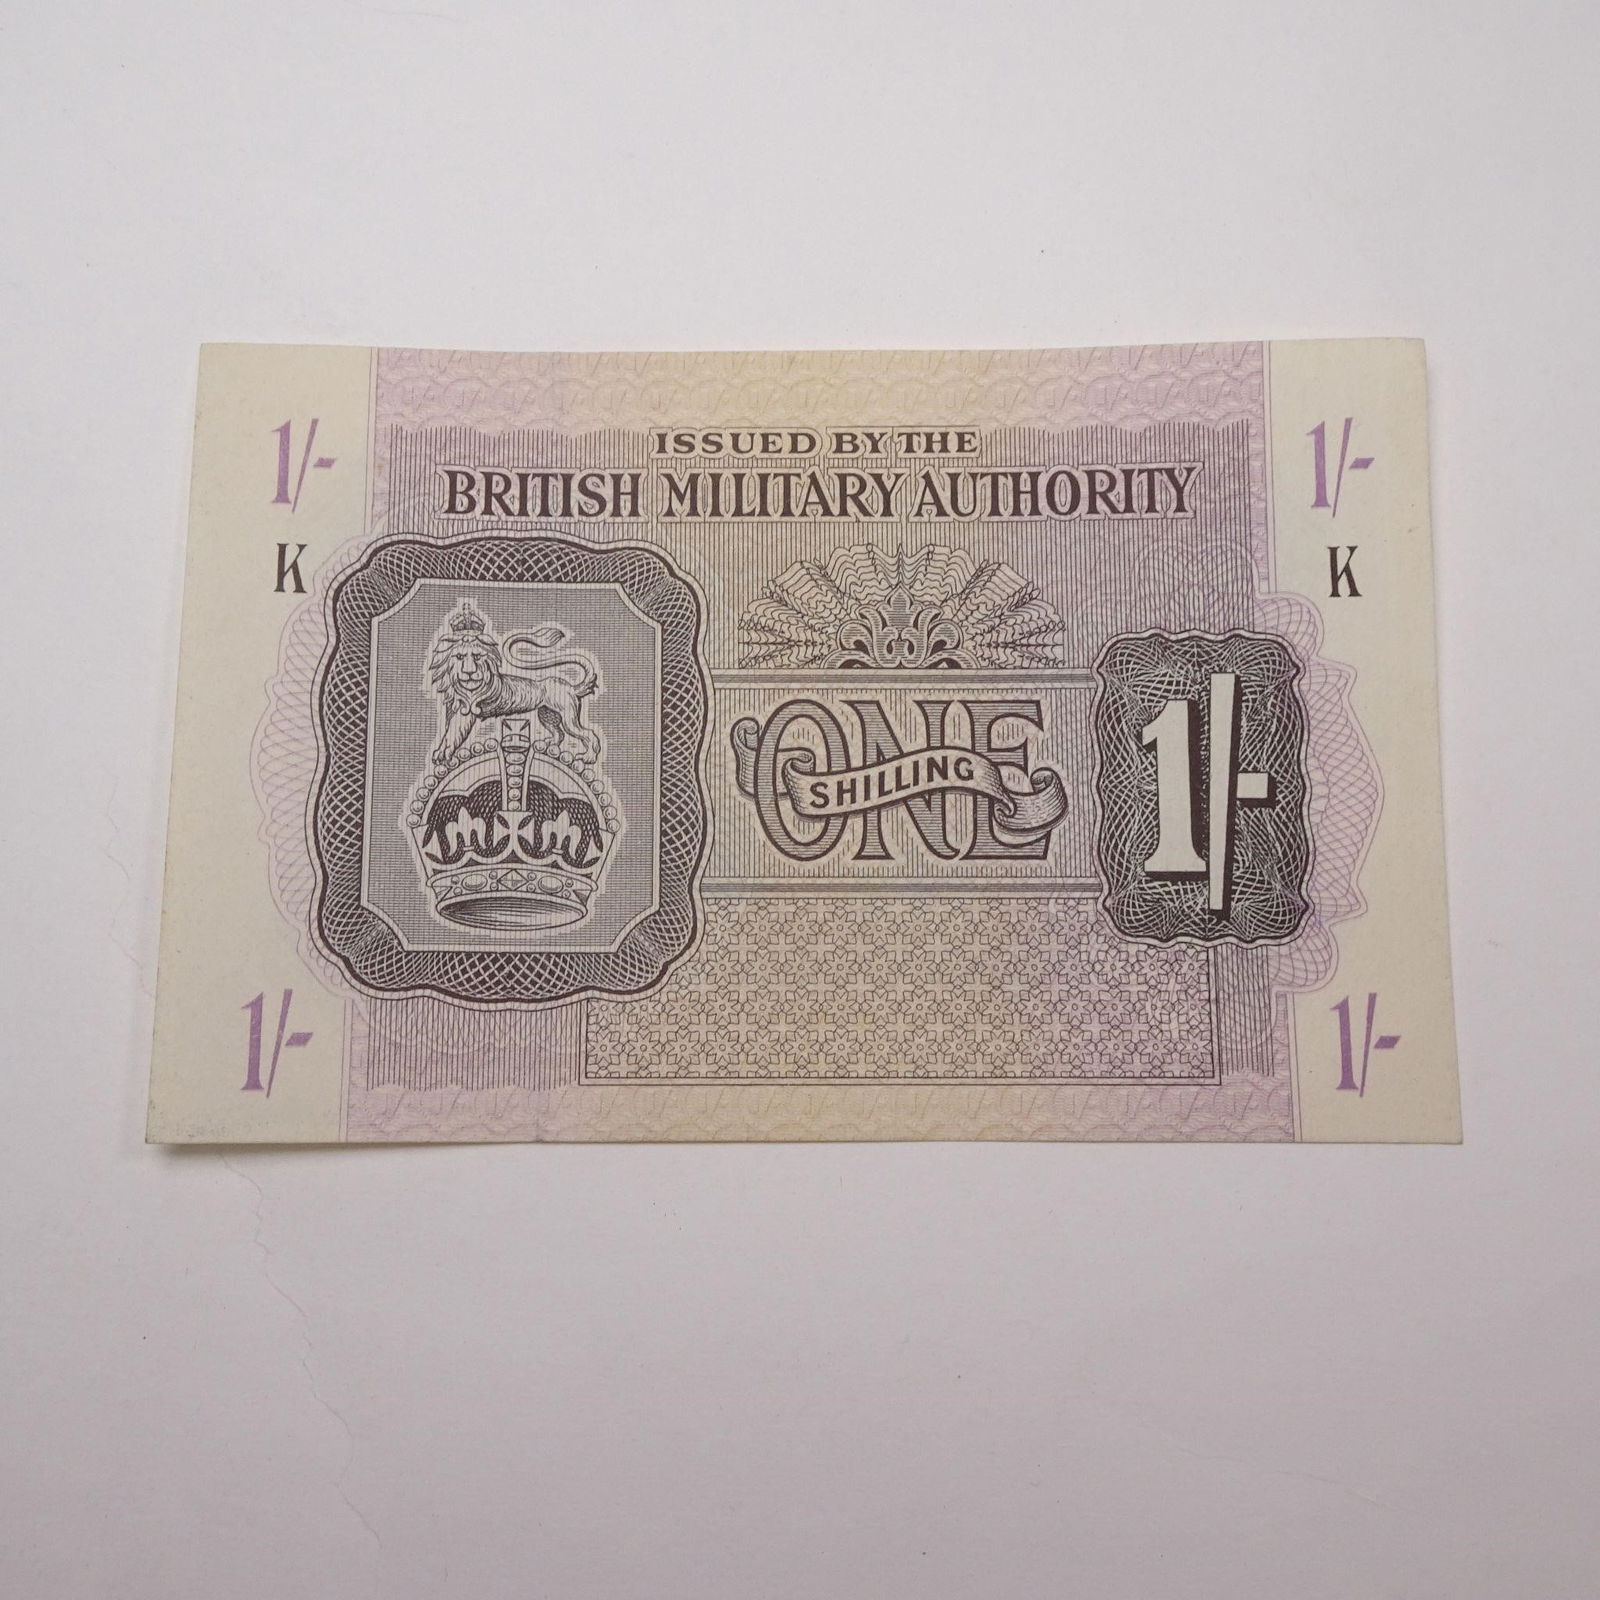 1/- 1/-
ISSUED BY THE
BRITISH MILITARY AUTHORITY
K K
ONE
SHILLING
1/-
1/- 1/-